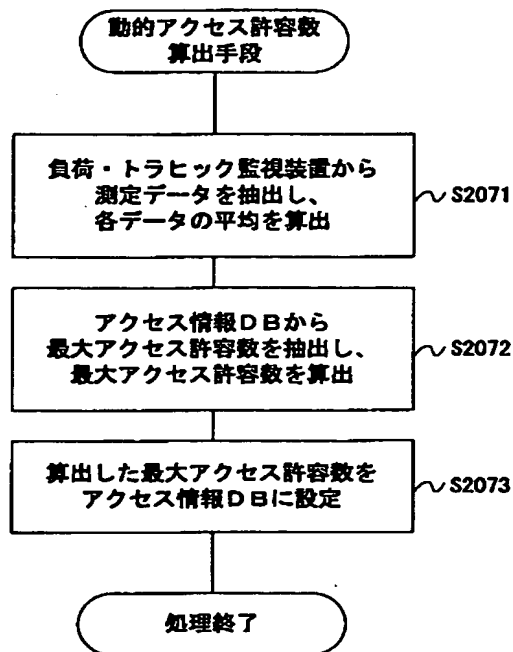 動的アクセス許容数
算出手段
負荷・トラヒック監視装置から
測定データを抽出し、
各データの平均を算出
S2071
アクセス情報DBから
最大アクセス許容数を抽出し、
最大アクセス許容数を算出
S2072
算出した最大アクセス許容数を
アクセス情報DBに設定
S2073
処理終了